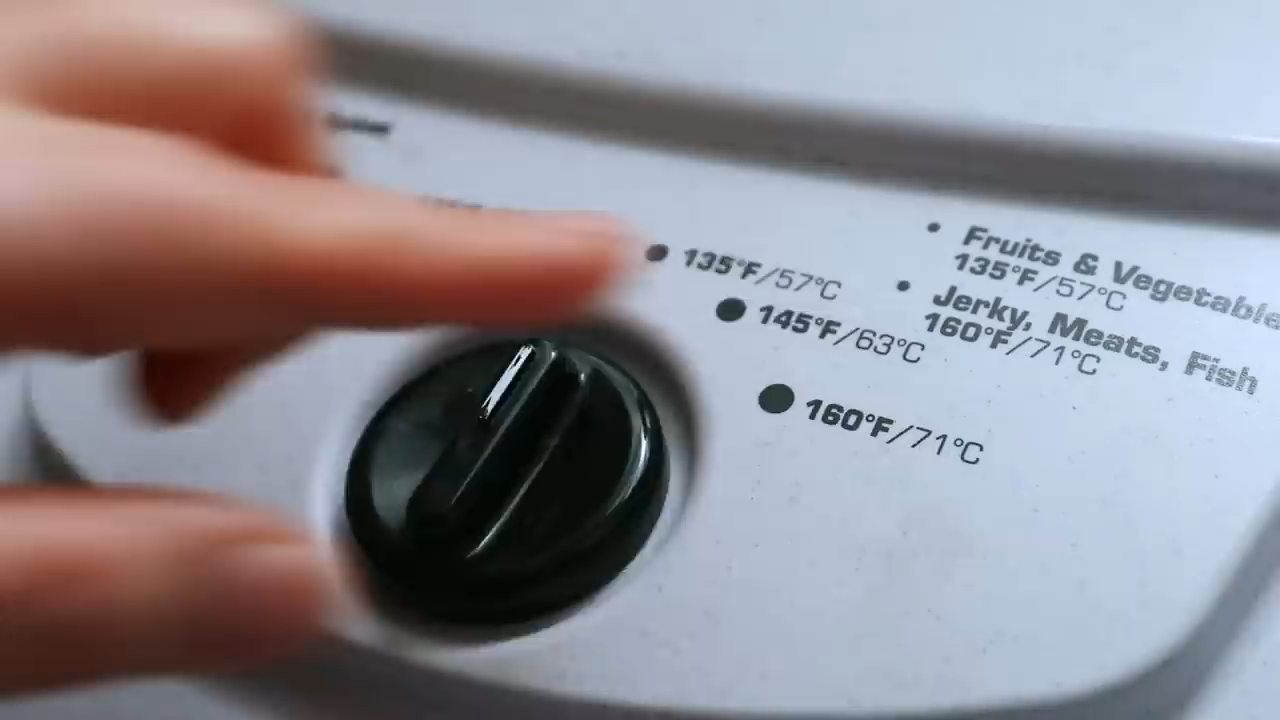 135°F/57°C
145°F/63°C
160°F/71°C
• Fruits & Vegetable
135°F/57°C
• Jerky, Meats, Fish
160°F/71°C